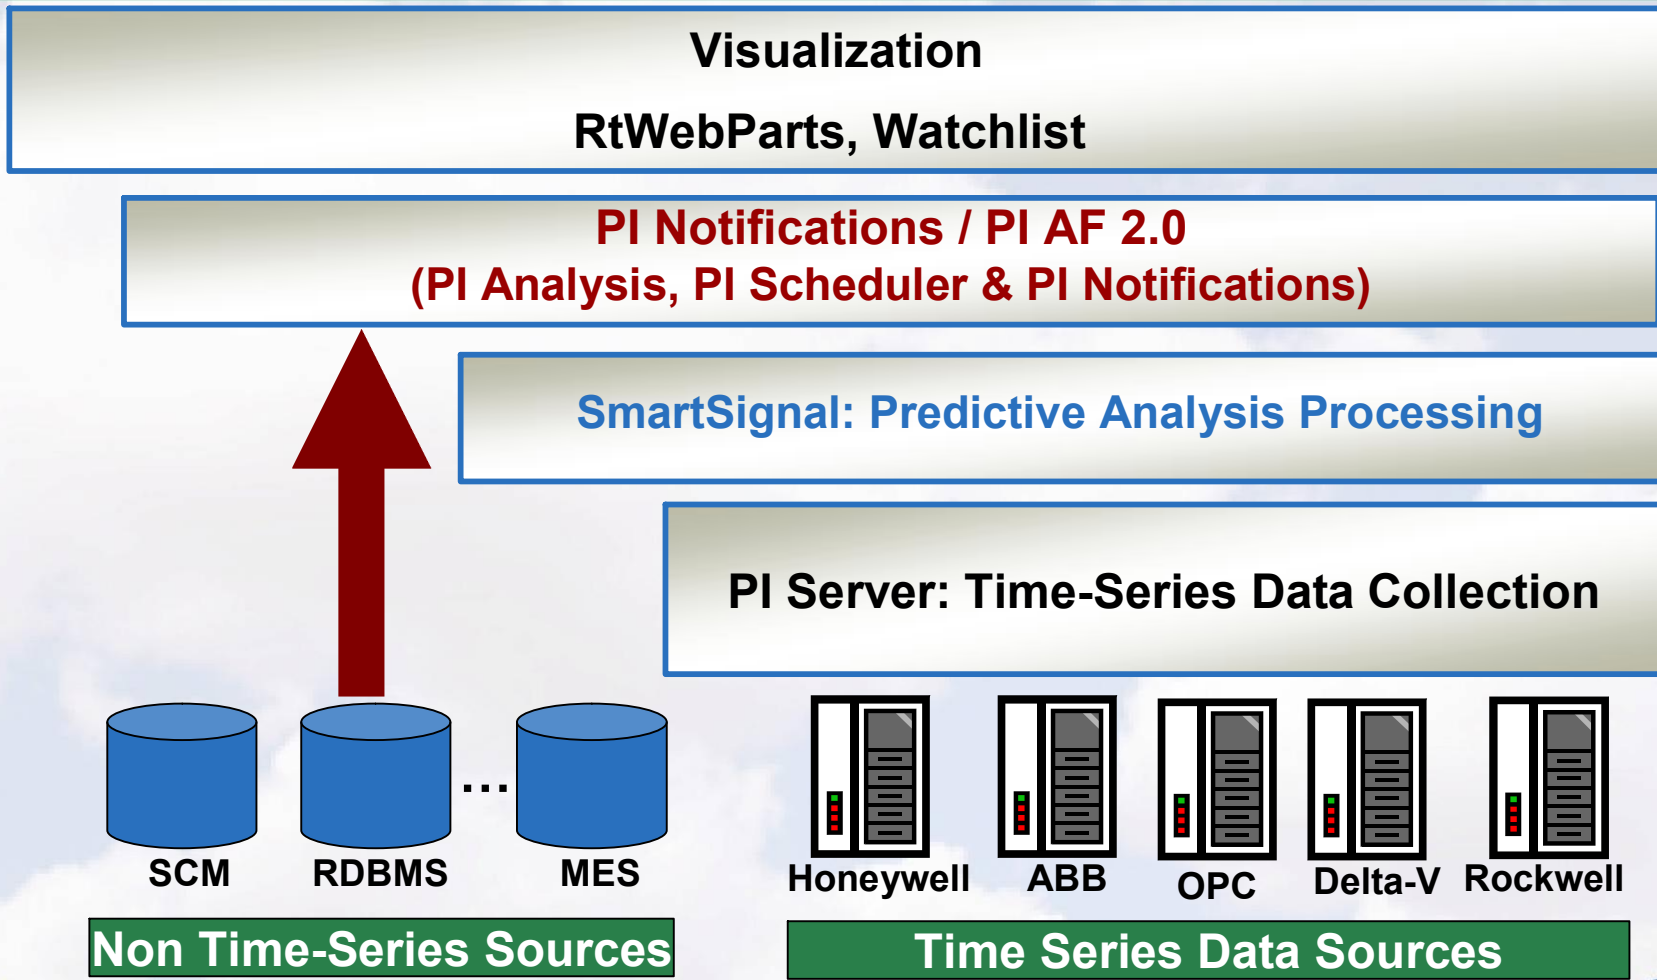 Visualization
RtWebParts, Watchlist
PI Notifications / PI AF 2.0
(PI Analysis, PI Scheduler & PI Notifications)
SmartSignal: Predictive Analysis Processing
PI Server: Time-Series Data Collection
...
SCM RDBMS MES
Honeywell ABB OPC Delta-V Rockwell
Non Time-Series Sources
Time Series Data Sources